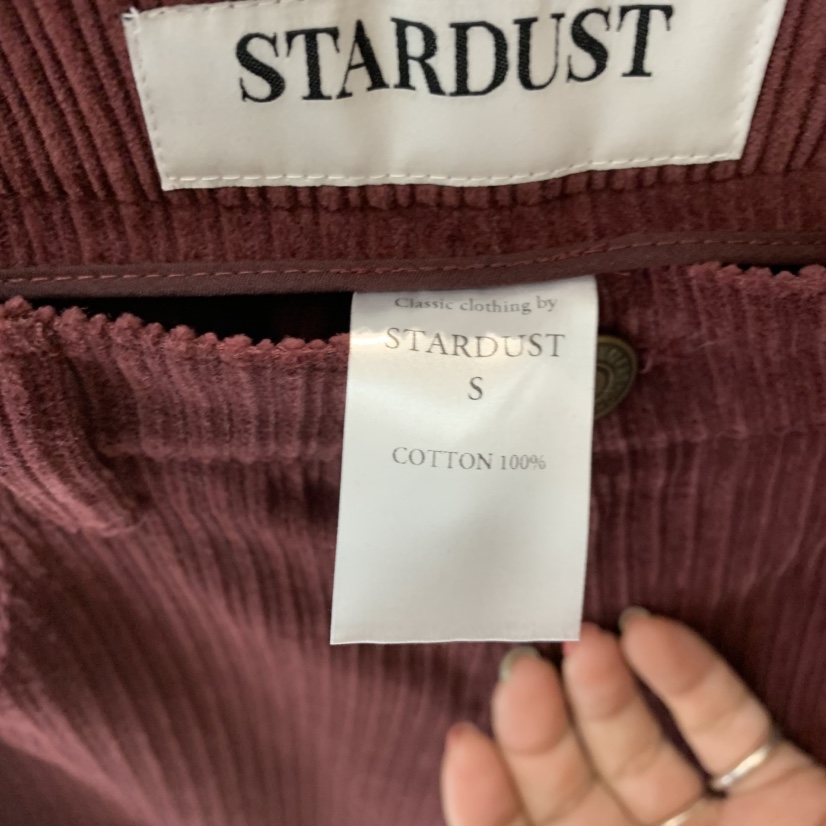 STARDUST
Classic clothing by
STARDUST
S
COTTON 100%